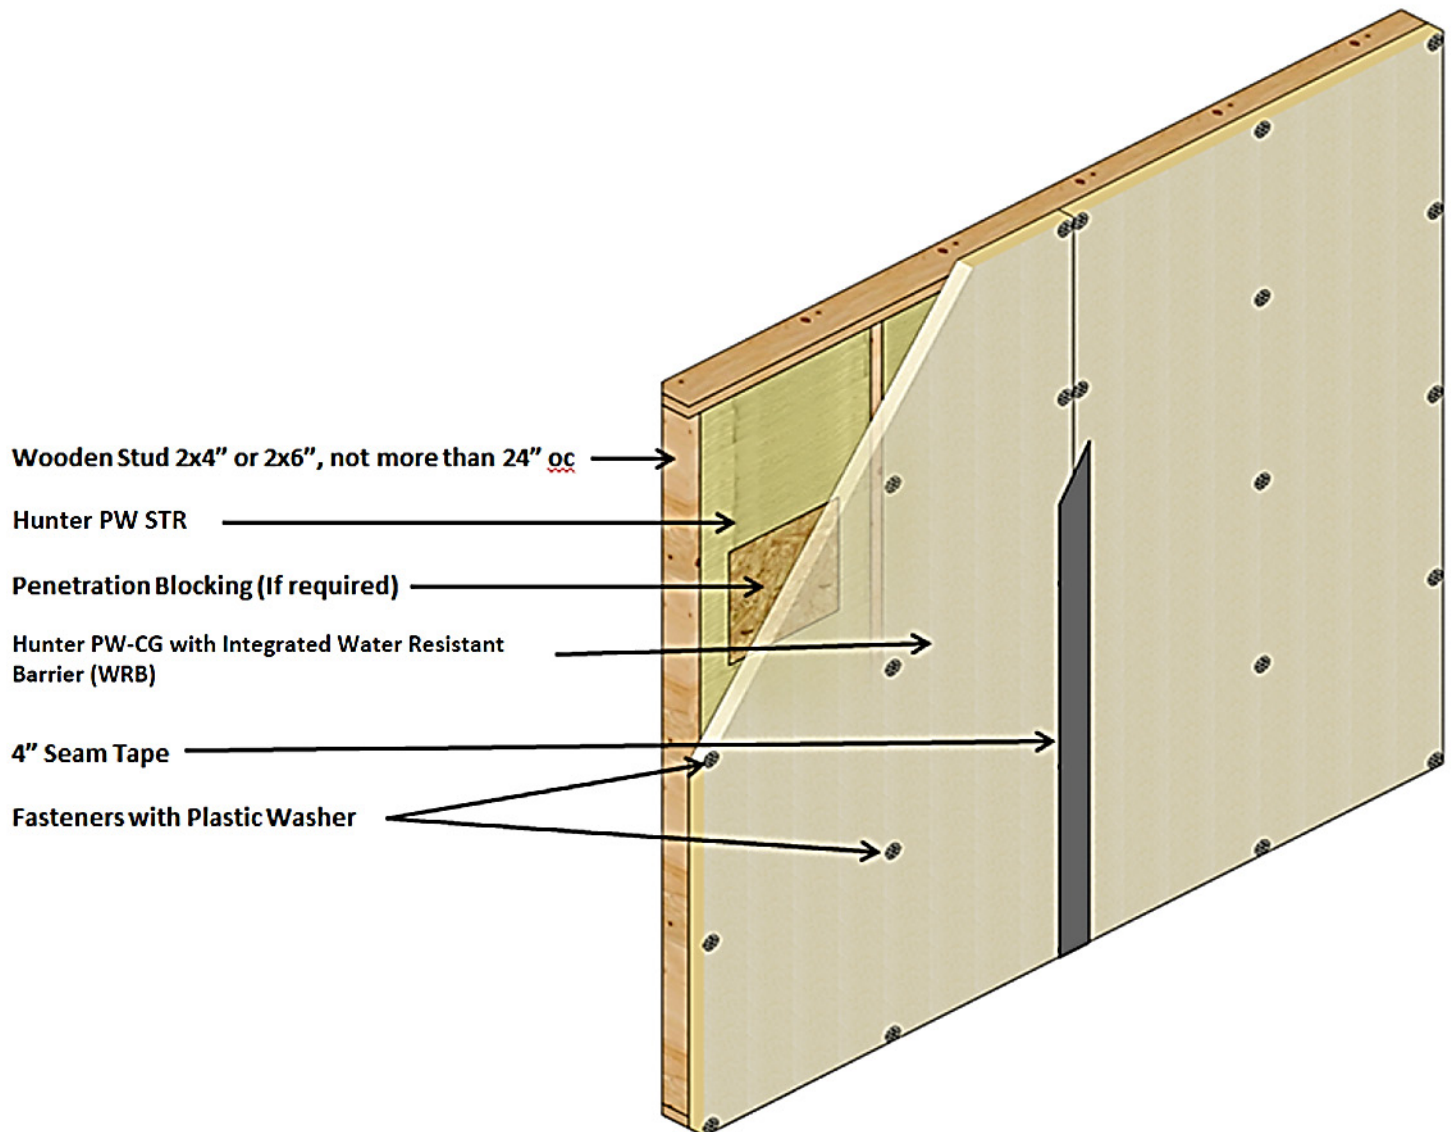 Wooden Stud 2x4” or 2x6”, not more than 24” oc
Hunter PW STR
Penetration Blocking (If required)
Hunter PW-CG with Integrated Water Resistant
Barrier (WRB)
4” Seam Tape
Fasteners with Plastic Washer